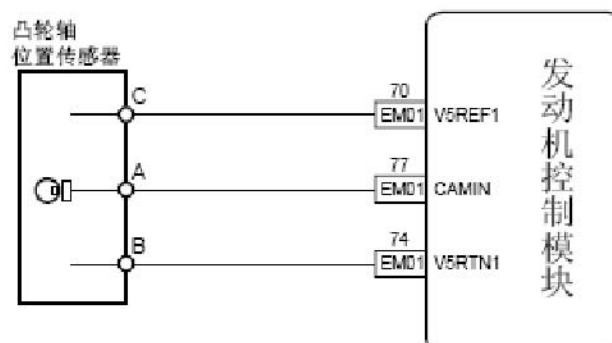 凸轮轴
位置传感器
C
70
EM01 V5REF1
A
77
EM01 CAMIN
B
74
EM01 V5RTN1
发动机控制模块